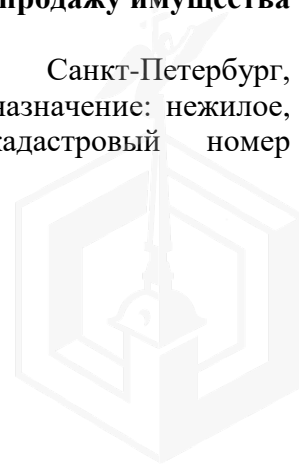 продажу имущества
Санкт-Петербург,
назначение: нежилое,
кадастровый номер